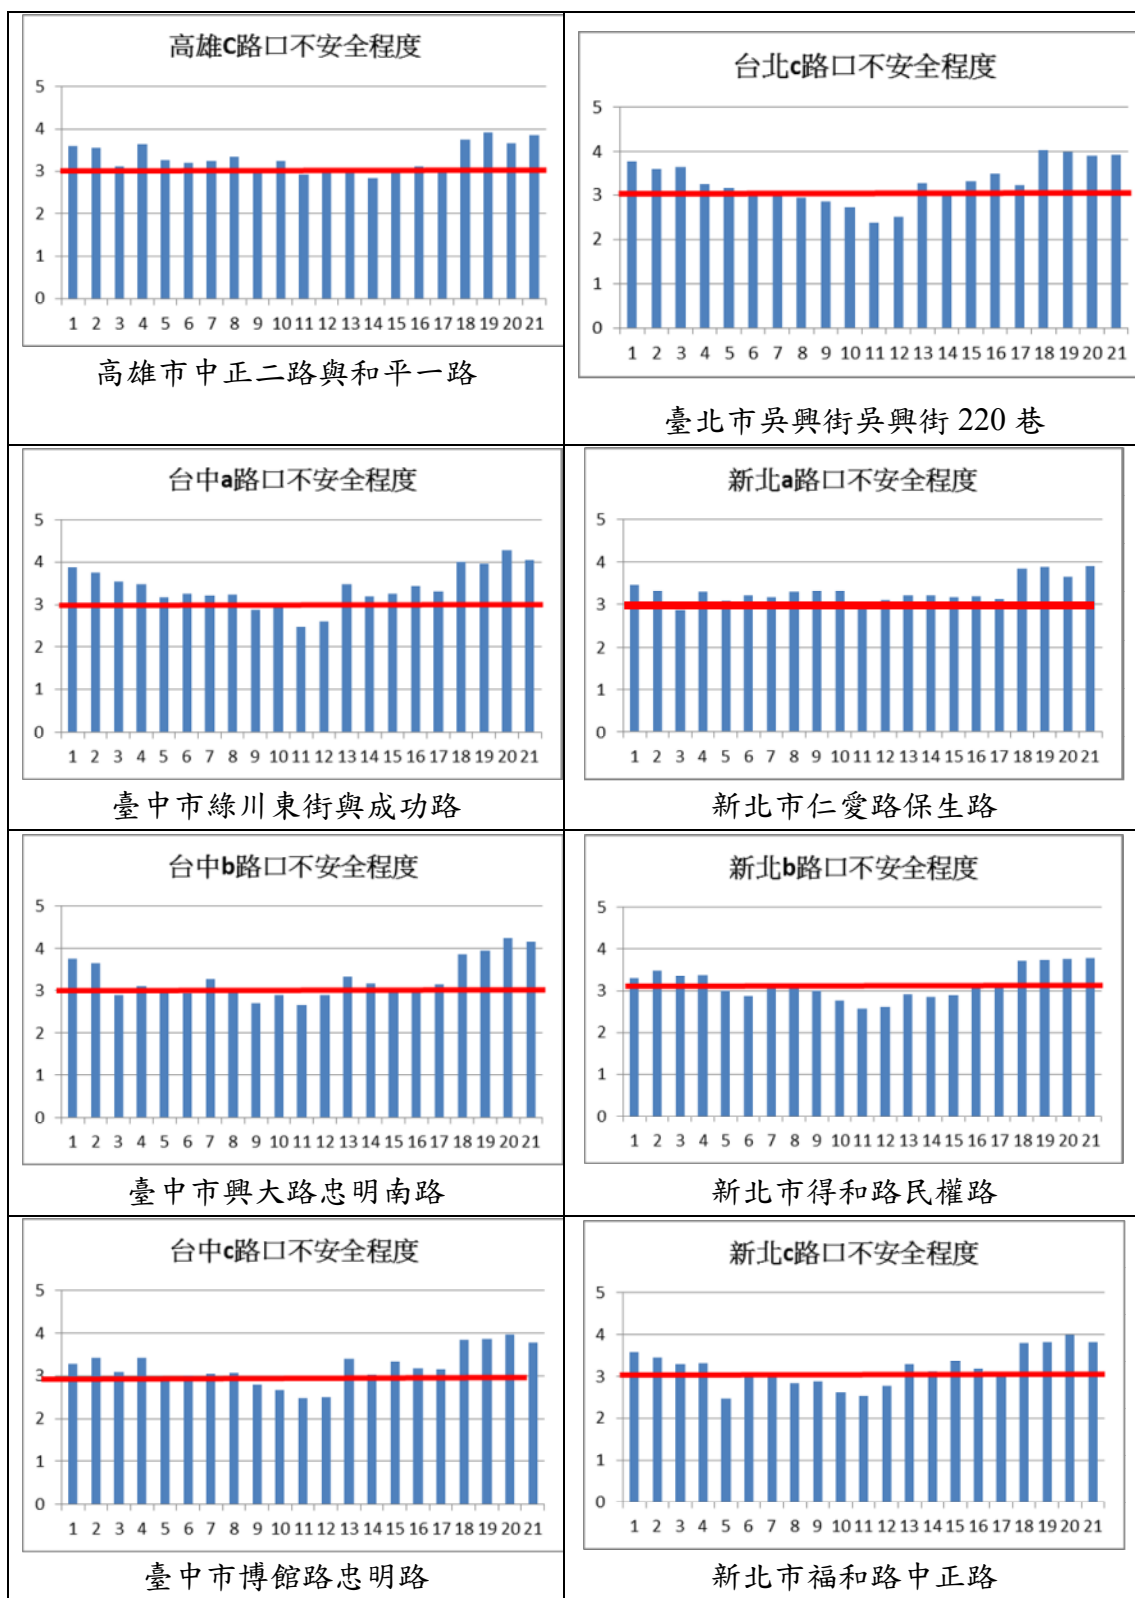 高雄C路口不安全程度
5
4
3
2
1
0
1 2 3 4 5 6 7 8 9 10 11 12 13 14 15 16 17 18 19 20 21
高雄市中正二路與和平一路
台北c路口不安全程度
5
4
3
2
1
0
1 2 3 4 5 6 7 8 9 10 11 12 13 14 15 16 17 18 19 20 21
臺北市吳興街吳興街 220 巷
台中a路口不安全程度
5
4
3
2
1
0
1 2 3 4 5 6 7 8 9 10 11 12 13 14 15 16 17 18 19 20 21
臺中市綠川東街與成功路
新北a路口不安全程度
5
4
3
2
1
0
1 2 3 4 5 6 7 8 9 10 11 12 13 14 15 16 17 18 19 20 21
新北市仁愛路保生路
台中b路口不安全程度
5
4
3
2
1
0
1 2 3 4 5 6 7 8 9 10 11 12 13 14 15 16 17 18 19 20 21
臺中市興大路忠明南路
新北b路口不安全程度
5
4
3
2
1
0
1 2 3 4 5 6 7 8 9 10 11 12 13 14 15 16 17 18 19 20 21
新北市得和路民權路
台中c路口不安全程度
5
4
3
2
1
0
1 2 3 4 5 6 7 8 9 10 11 12 13 14 15 16 17 18 19 20 21
臺中市博館路忠明路
新北c路口不安全程度
5
4
3
2
1
0
1 2 3 4 5 6 7 8 9 10 11 12 13 14 15 16 17 18 19 20 21
新北市福和路中正路